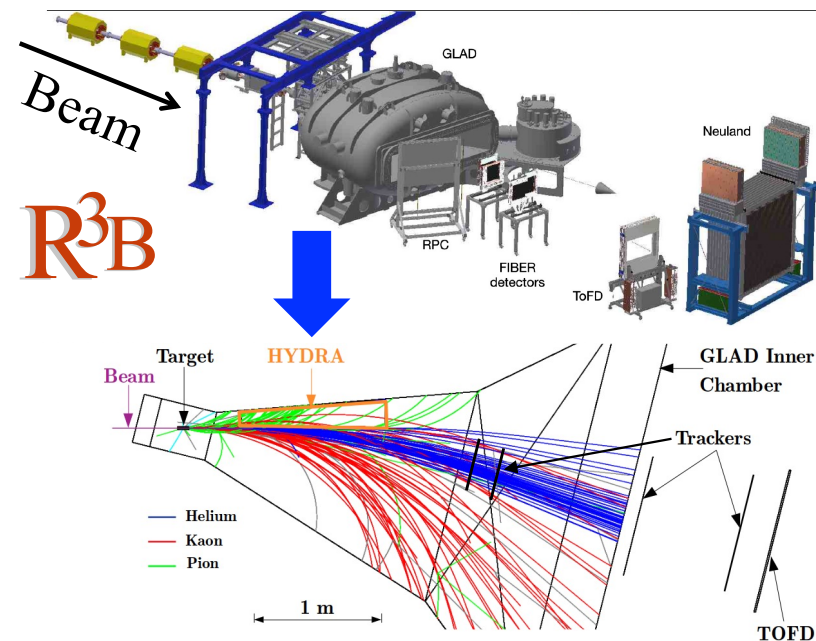 GLAD
Beam
Neuland
R3B
RPC
FIBER
detectors
ToFD
Target
HYDRA
GLAD Inner
Chamber
Beam
Trackers
Helium
Kaon
Pion
1 m
TOFD